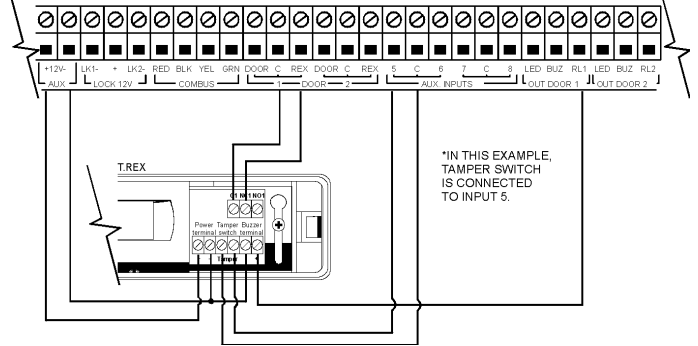 +12V- LK1- + LK2- RED BLK YEL GRN DOOR C REX DOOR C REX 5 C 6 7 C 8 LED BUZ RL1 LED BUZ RL2
AUX LOCK 12V COMBUS 1 DOOR 2 AUX INPUTS OUT DOOR 1 OUT DOOR 2
T.REX
*IN THIS EXAMPLE,
TAMPER SWITCH
IS CONNECTED
TO INPUT 5.
C1 NC1 NO1
Power Tamper Buzzer
terminal switch terminal
- + Tamper - +